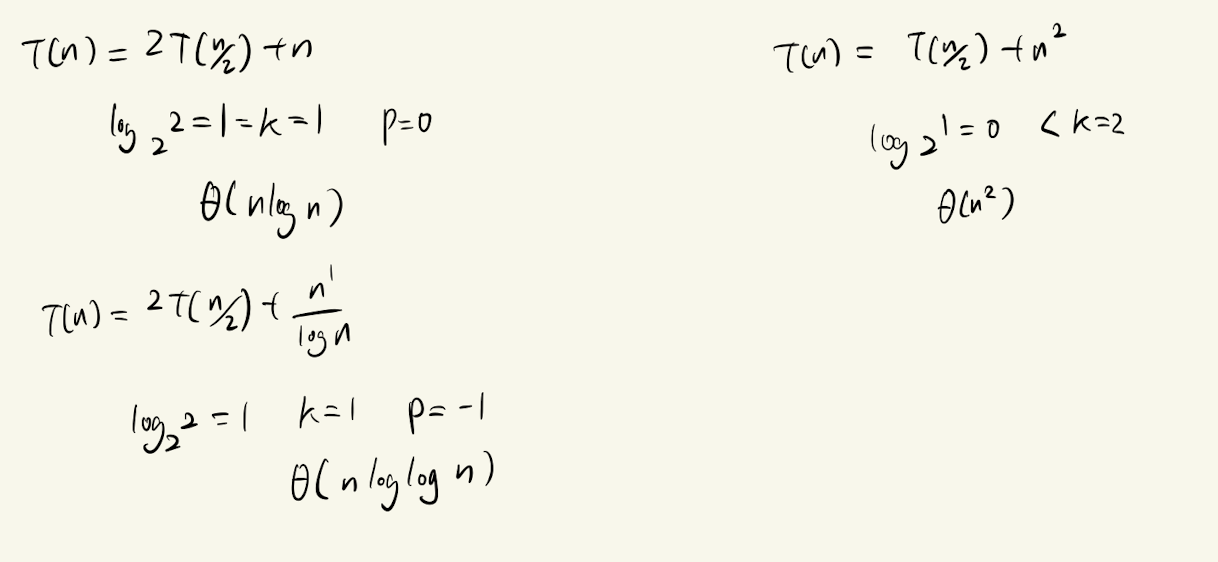 T(n) = 2T(n/2) + n
log₂2 = 1 = k = 1 p=0
θ(nlog n)
T(n) = 2T(n/2) + n¹/log n
log₂2 = 1 k=1 p=-1
θ(n log log n)
T(n) = T(n/2) + n²
log₂1 = 0 < k=2
θ(n²)